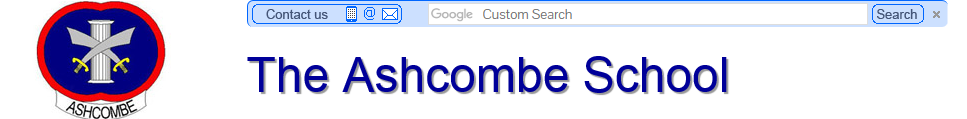 Contact us @ Google Custom Search Search ×
The Ashcombe School
ASHCOMBE